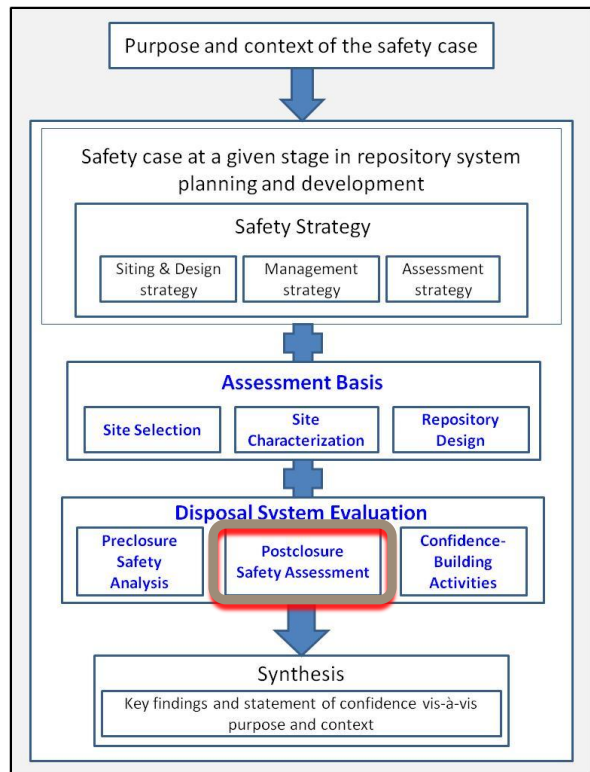 Purpose and context of the safety case
Safety case at a given stage in repository system
planning and development
Safety Strategy
Siting & Design
strategy
Management
strategy
Assessment
strategy
Assessment Basis
Site Selection
Site
Characterization
Repository
Design
Disposal System Evaluation
Preclosure
Safety
Analysis
Postclosure
Safety Assessment
Confidence-
Building
Activities
Synthesis
Key findings and statement of confidence vis-à-vis
purpose and context